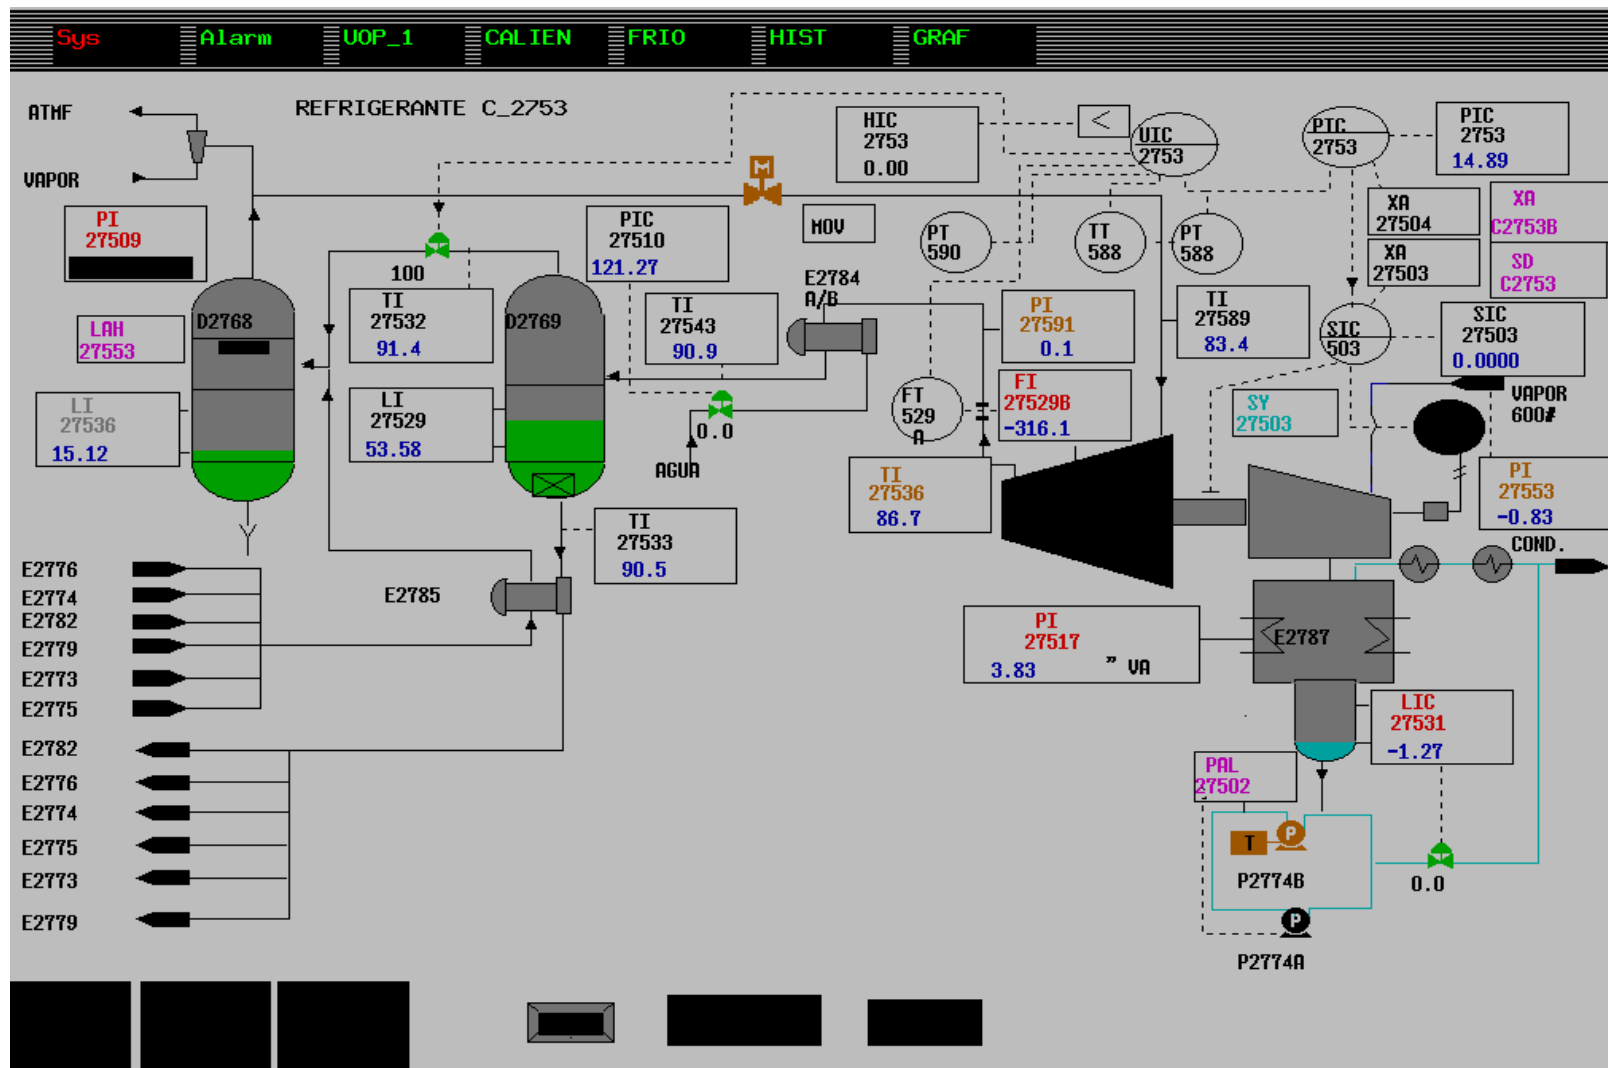 Sys Alarm UOP_1 CALIEN FRIO HIST GRAF
REFRIGERANTE C_2753
ATMF
VAPOR
PI
27509
LAH
27553
LI
27536
15.12
D2768
100
TI
27532
91.4
LI
27529
53.58
D2769
PIC
27510
121.27
TI
27543
90.9
0.0
AGUA
E2784
A/B
MOV
HIC
2753
0.00
<
UIC
2753
PIC
2753
PIC
2753
14.89
XA
27504
XA
27503
XA
C2753B
SD
C2753
PT
590
TT
588
PT
588
PI
27591
0.1
TI
27589
83.4
SIC
503
SIC
27503
0.0000
VAPOR
600#
FT
529
A
FI
27529B
-316.1
SY
27503
TI
27536
86.7
PI
27553
-0.83
COND.
TI
27533
90.5
E2785
E2776
E2774
E2782
E2779
E2773
E2775
E2782
E2776
E2774
E2775
E2773
E2779
PI
27517
3.83 " VA
E2787
LIC
27531
-1.27
PAL
27502
T
P
P2774B
0.0
P
P2774A
M